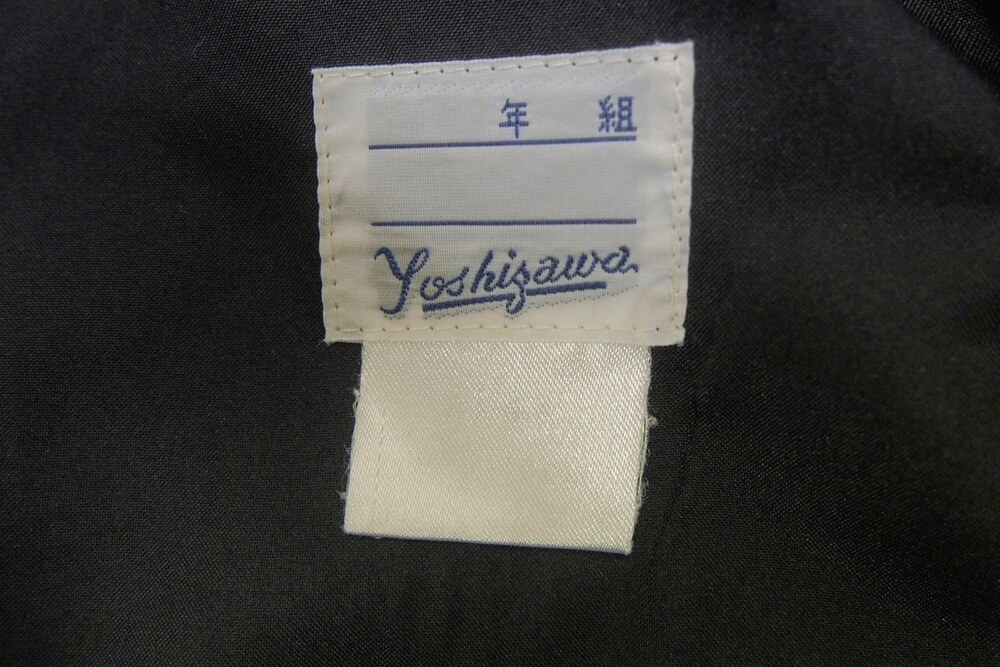 年 組
Yoshizawa